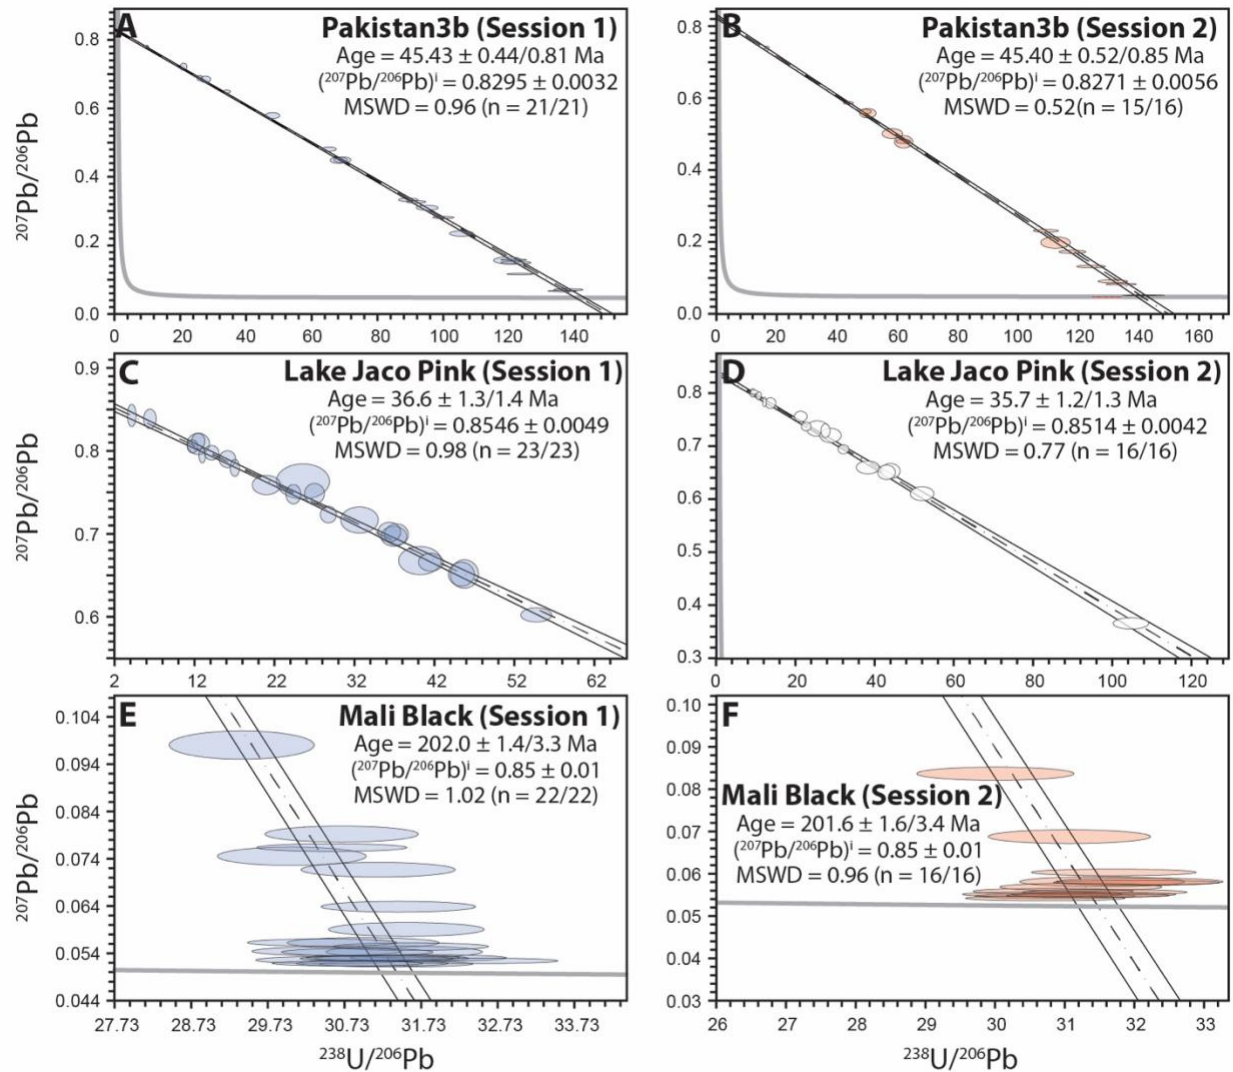 A
Pakistan3b (Session 1)
Age = 45.43 ± 0.44/0.81 Ma
(²⁰⁷Pb/²⁰⁶Pb)ⁱ = 0.8295 ± 0.0032
MSWD = 0.96 (n = 21/21)
0.8
0.6
0.4
0.2
0.0
²⁰⁷Pb/²⁰⁶Pb
0 20 40 60 80 100 120 140
B
Pakistan3b (Session 2)
Age = 45.40 ± 0.52/0.85 Ma
(²⁰⁷Pb/²⁰⁶Pb)ⁱ = 0.8271 ± 0.0056
MSWD = 0.52(n = 15/16)
0.8
0.6
0.4
0.2
0.0
0 20 40 60 80 100 120 140 160
C
Lake Jaco Pink (Session 1)
Age = 36.6 ± 1.3/1.4 Ma
(²⁰⁷Pb/²⁰⁶Pb)ⁱ = 0.8546 ± 0.0049
MSWD = 0.98 (n = 23/23)
0.9
0.8
0.7
0.6
²⁰⁷Pb/²⁰⁶Pb
2 12 22 32 42 52 62
D
Lake Jaco Pink (Session 2)
Age = 35.7 ± 1.2/1.3 Ma
(²⁰⁷Pb/²⁰⁶Pb)ⁱ = 0.8514 ± 0.0042
MSWD = 0.77 (n = 16/16)
0.8
0.7
0.6
0.5
0.4
0.3
0 20 40 60 80 100 120
E
Mali Black (Session 1)
Age = 202.0 ± 1.4/3.3 Ma
(²⁰⁷Pb/²⁰⁶Pb)ⁱ = 0.85 ± 0.01
MSWD = 1.02 (n = 22/22)
0.104
0.094
0.084
0.074
0.064
0.054
0.044
²⁰⁷Pb/²⁰⁶Pb
27.73 28.73 29.73 30.73 31.73 32.73 33.73
²³⁸U/²⁰⁶Pb
F
Mali Black (Session 2)
Age = 201.6 ± 1.6/3.4 Ma
(²⁰⁷Pb/²⁰⁶Pb)ⁱ = 0.85 ± 0.01
MSWD = 0.96 (n = 16/16)
0.10
0.09
0.08
0.07
0.06
0.05
0.04
0.03
26 27 28 29 30 31 32 33
²³⁸U/²⁰⁶Pb